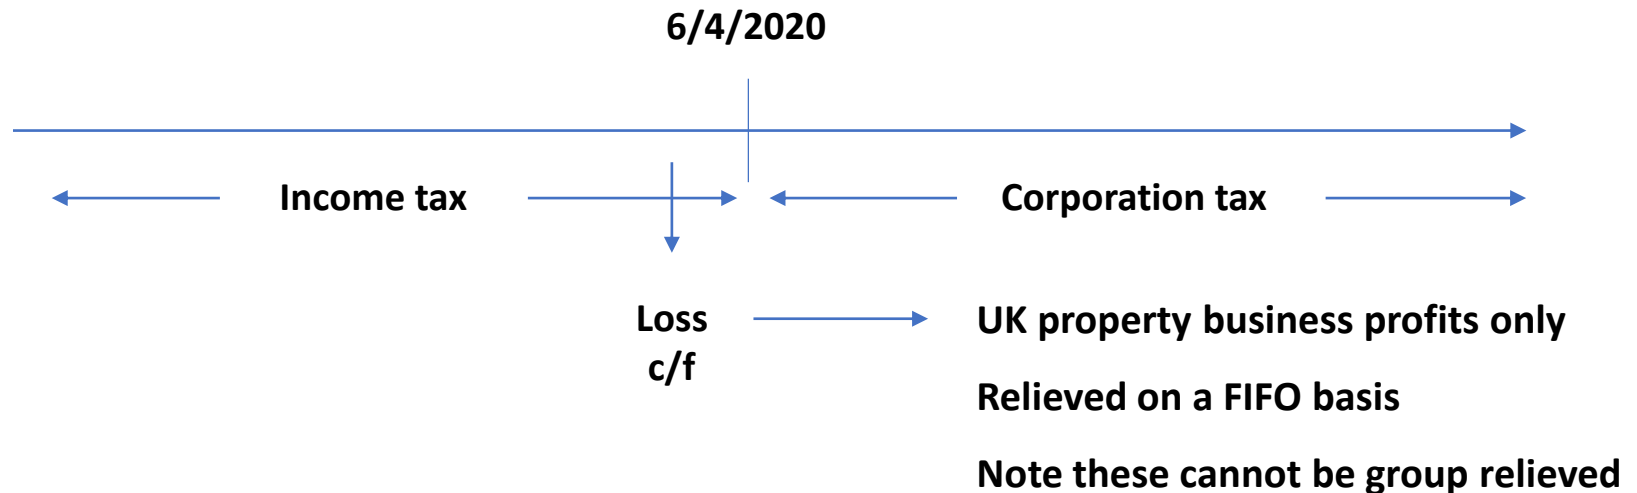 6/4/2020
Income tax
Corporation tax
Loss
c/f
UK property business profits only
Relieved on a FIFO basis
Note these cannot be group relieved